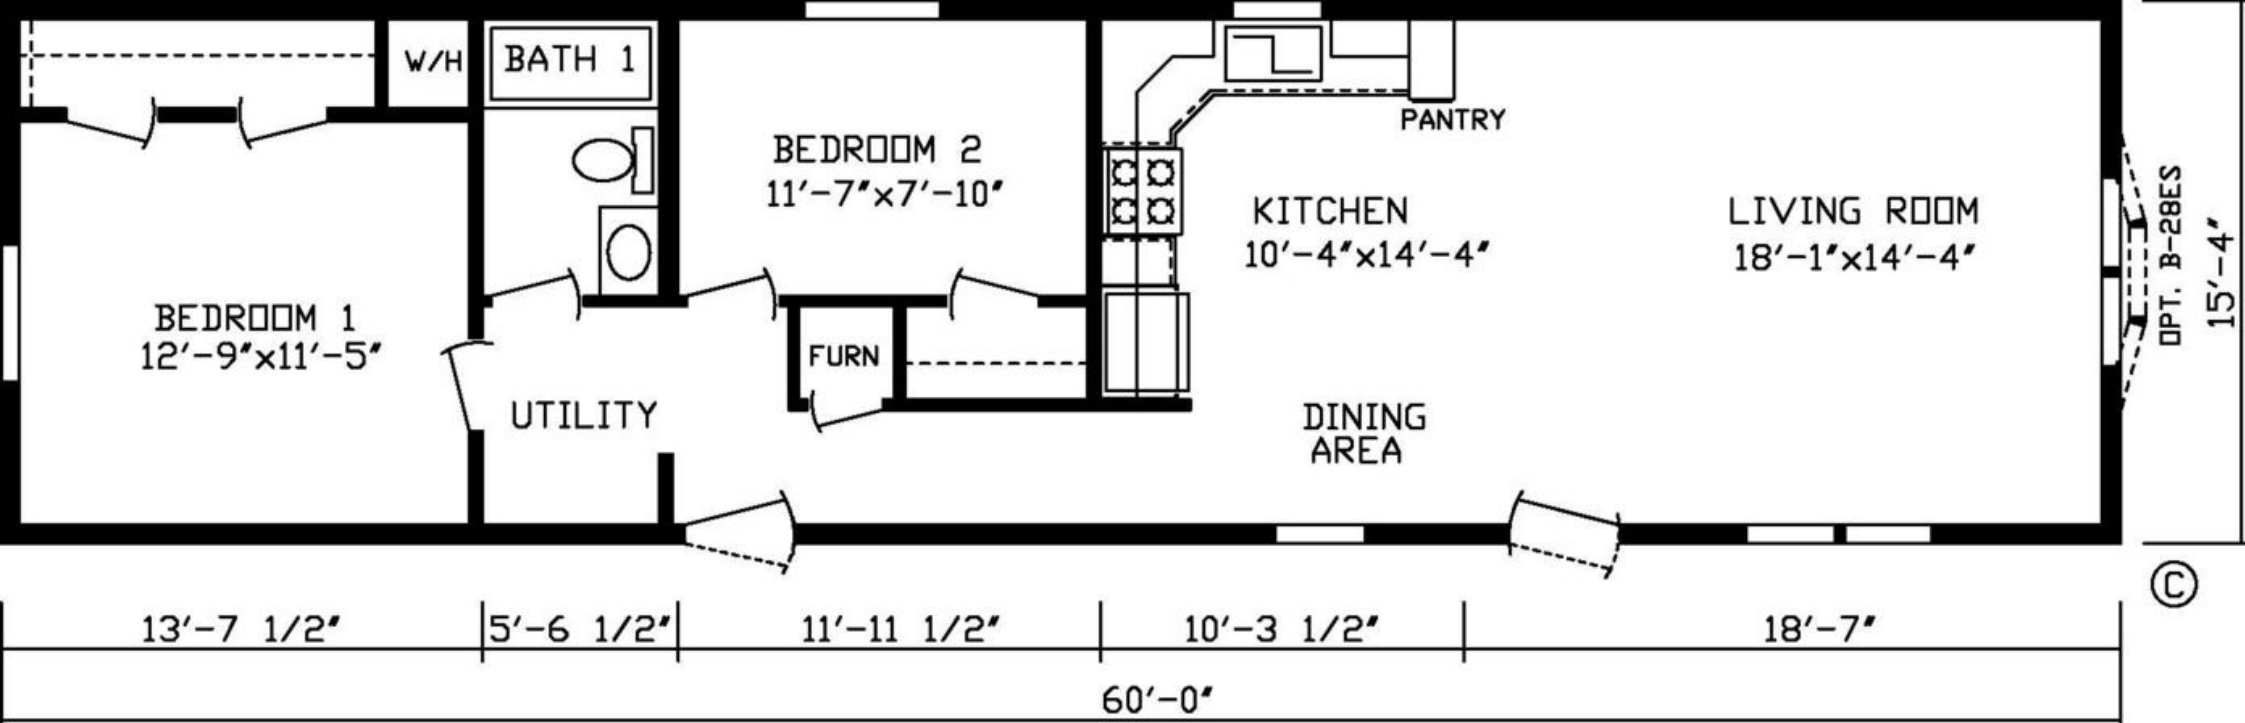 W/H
BATH 1
PANTRY
BEDROOM 2
11'-7"x7'-10"
KITCHEN
10'-4"x14'-4"
LIVING ROOM
18'-1"x14'-4"
OPT. B-28ES
15'-4"
BEDROOM 1
12'-9"x11'-5"
FURN
UTILITY
DINING
AREA
©
13'-7 1/2"
5'-6 1/2"
11'-11 1/2"
10'-3 1/2"
18'-7"
60'-0"